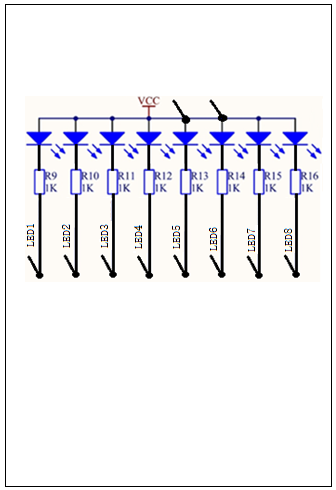 VCC
R9 R10 R11 R12 R13 R14 R15 R16
1K 1K 1K 1K 1K 1K 1K 1K
LED1 LED2 LED3 LED4 LED5 LED6 LED7 LED8